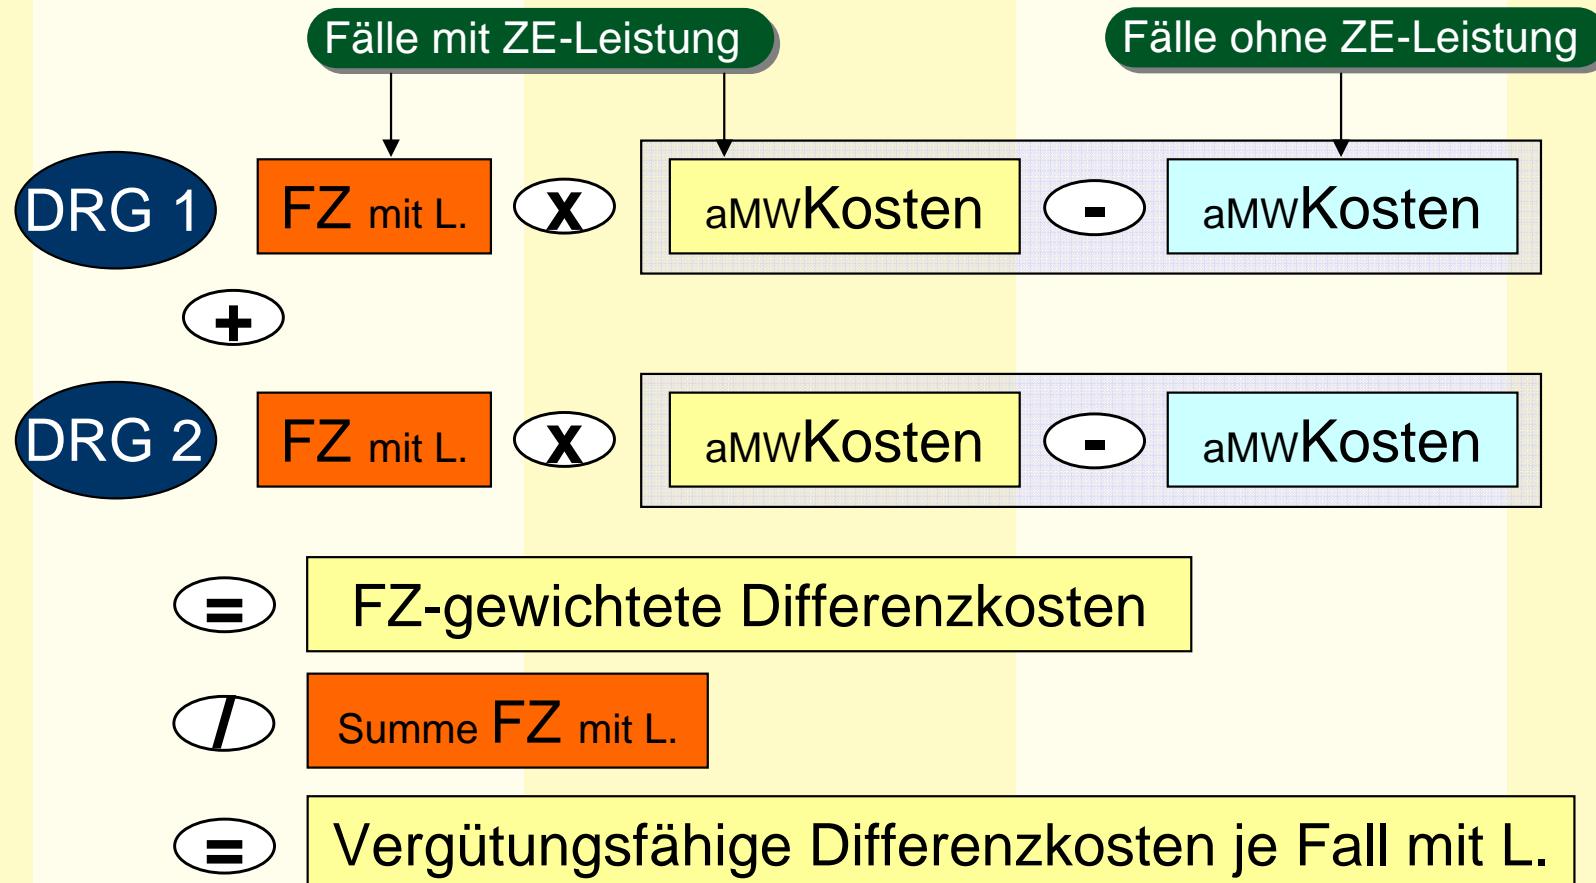 Fälle mit ZE-Leistung
Fälle ohne ZE-Leistung
DRG 1 FZ mit L. x aMWKosten - aMWKosten
+
DRG 2 FZ mit L. x aMWKosten - aMWKosten
= FZ-gewichtete Differenzkosten
/ Summe FZ mit L.
= Vergütungsfähige Differenzkosten je Fall mit L.